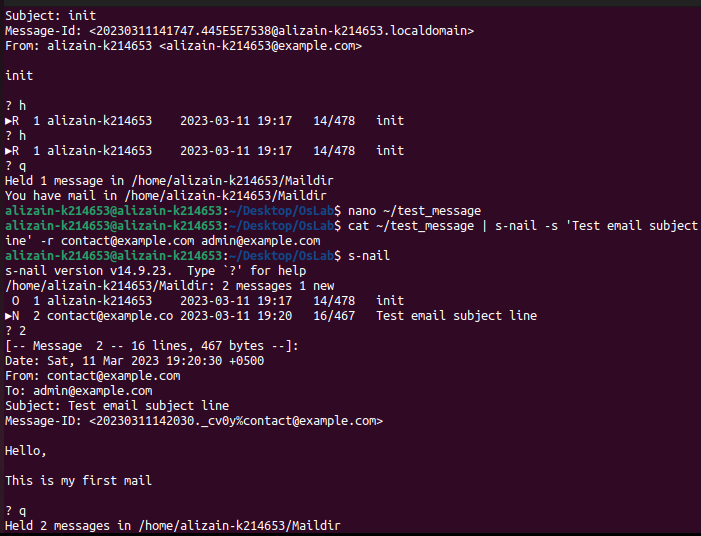 Subject: init
Message-Id: <20230311141747.445E5E7538@alizain-k214653.localdomain>
From: alizain-k214653 <alizain-k214653@example.com>
init
? h
▶R  1 alizain-k214653    2023-03-11 19:17   14/478   init
? h
▶R  1 alizain-k214653    2023-03-11 19:17   14/478   init
? q
Held 1 message in /home/alizain-k214653/Maildir
You have mail in /home/alizain-k214653/Maildir
alizain-k214653@alizain-k214653:~/Desktop/OsLab$ nano ~/test_message
alizain-k214653@alizain-k214653:~/Desktop/OsLab$ cat ~/test_message | s-nail -s 'Test email subject
ine' -r contact@example.com admin@example.com
alizain-k214653@alizain-k214653:~/Desktop/OsLab$ s-nail
s-nail version v14.9.23.  Type `?' for help
/home/alizain-k214653/Maildir: 2 messages 1 new
 O  1 alizain-k214653    2023-03-11 19:17   14/478   init
▶N  2 contact@example.co 2023-03-11 19:20   16/467   Test email subject line
? 2
[-- Message  2 -- 16 lines, 467 bytes --]:
Date: Sat, 11 Mar 2023 19:20:30 +0500
From: contact@example.com
To: admin@example.com
Subject: Test email subject line
Message-ID: <20230311142030._cv0y%contact@example.com>
Hello,
This is my first mail
? q
Held 2 messages in /home/alizain-k214653/Maildir